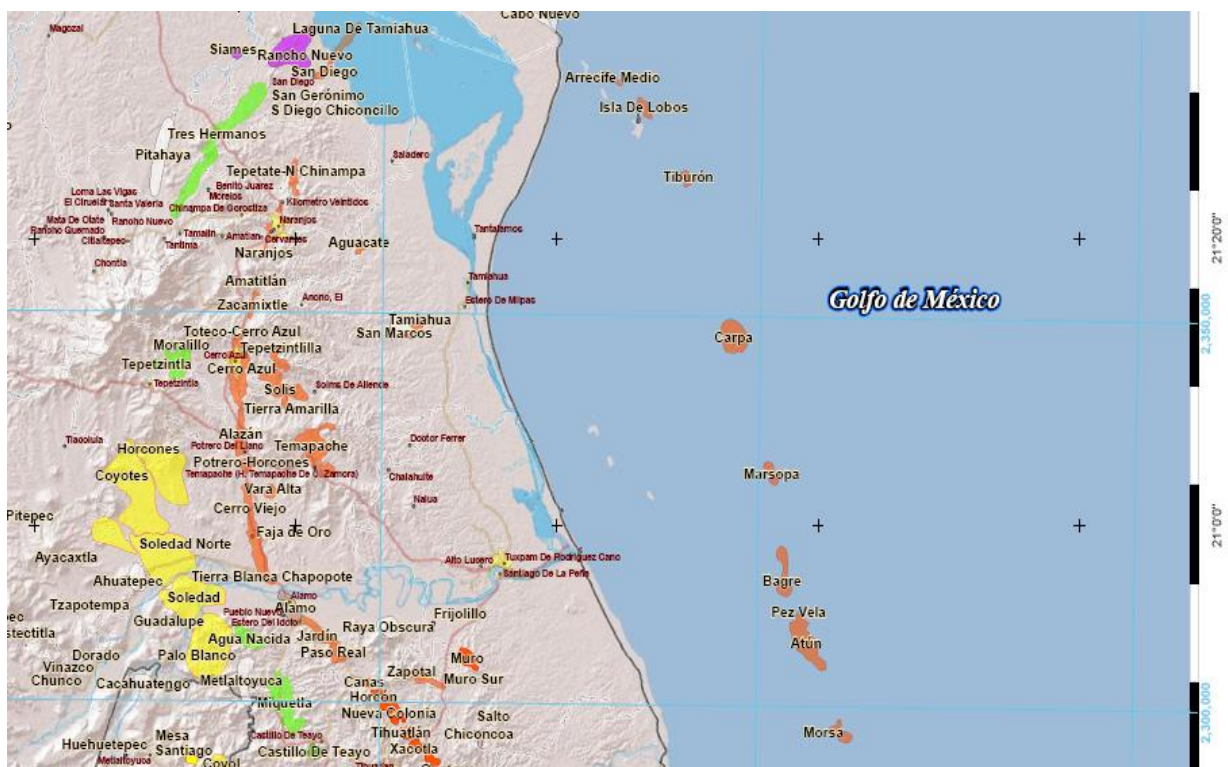 Cabo Nuevo
Magozal
Laguna De Tamiahua
Siames
Rancho Nuevo
San Diego
San Diego
Arrecife Medio
San Gerónimo
Isla De Lobos
S Diego Chiconcillo
Tres Hermanos
Pitahaya
Saladero
Tepetate-N Chinampa
Tiburón
Benito Juarez
Loma Las Vigas
Morelos
El Ciruelar
Santa Valeria
Kilometro Veintidos
Chinampa De Gorostiza
Mata De Otate
Rancho Nuevo
Naranjos
Rancho Quemado
Citlaltepec
Tantima
Tamalin
Amatlan
Cervantes
Tantalamos
21°20'0"
Naranjos
Aguacate
Chontla
Amatitlán
Tamiahua
Zacamixtle
Anono, El
Estero De Milpas
Golfo de México
Tamiahua
San Marcos
2,350,000
Toteco-Cerro Azul
Moralillo
Tepetzintlilla
Carpa
Cerro Azul
Tepetzintla
Cerro Azul
Tepetzintla
Solis
Solms De Allende
Tierra Amarilla
Alazán
Tlacolula
Horcones
Potrero Del Llano
Temapache
Doctor Ferrer
Coyotes
Potrero-Horcones
Temapache (H. Temapache De C. Zamora)
Chalahuite
Marsopa
Vara Alta
Nalua
Cerro Viejo
Pitepec
Faja de Oro
21°0'0"
Soledad Norte
Ayacaxtla
Alto Lucero
Tuxpam De Rodriguez Cano
Santiago De La Peña
Ahuatepec
Tierra Blanca Chapopote
Bagre
Tzapotempa
Soledad
Alamo
Pueblo Nuevo
Álamo
Frijolillo
Pez Vela
Guadalupe
Estero Del Idolo
Raya Obscura
Agua Nacida
Jardín
Atún
Dorado
Palo Blanco
Paso Real
Muro
Vinazco
Chunco
Cacahuatengo
Metlaltoyuca
Zapotal
Muro Sur
Canas
Miquetla
Horcón
Nueva Colonia
Salto
2,300,000
Mesa
Castillo De Teayo
Tihuatlán
Chiconcoa
Morsa
Huehuetepec
Santiago
Castillo De Teayo
Xacotla
Metlaltoyuca
Coyol